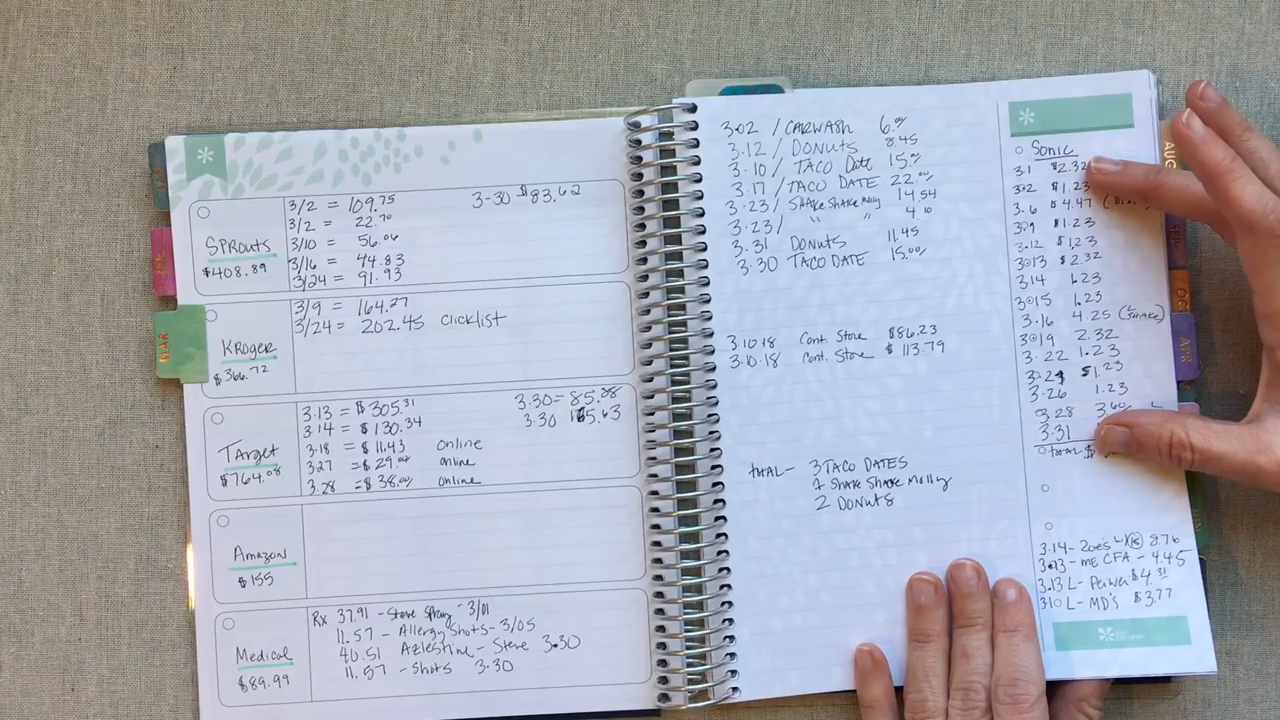 3/2 = 109.75
3/2 = 22.70
3/10 = 56.06
3/16 = 44.83
3/24 = 91.93
3-30 $83.62
SPROUTS
$408.89
3/9 = 164.27
3/24 = 202.45 clicklist
KROGER
$366.72
3.13 = $305.31
3.14 = $130.34
3.18 = $11.43 online
3.27 = $29.00 online
3.28 = $38.00 online
3.30 = 85.88
3.30
TArget
$764.08
Amazon
$155
Rx 37.91 - Steve Spray - 3/01
11.57 - Allergy Shots - 3/05
40.51 Azlestine - Steve 3.30
11.57 - Shots 3.30
Medical
$89.99
MAR
3.02 / CARWASH 6.00
3.12 / DONUTS 8.45
3.10 / TACO Date 15.00
3.17 / TACO DATE 22.00
3.23 / SHAKE SHAKE Molly 14.54
3.23 / " " 4.10
3.31 DONUTS 11.45
3.30 TACO DATE 15.00
3.10.18 Cont. Store $86.23
3.10.18 Cont. Store $113.79
total - 3 TACO DATES
1 Shake Shake Molly
2 DONUTS
SONIC
3.1 $2.32
3.2 $1.23
3.6 $4.47
3.9 $1.23
3.12 $1.23
3.13 $2.32
3.14 1.23
3.15 1.23
3.16 4.25 (L SHAKE)
3.19 2.32
3.22 1.23
$1.23
3.26 1.23
3.28 3.60 L
3.31
total $
3.14 - Zoes w/ 8.76
3.13 - me CFA - 4.45
3.13 L - $4.31
3.10 L - MD'S $3.77
AUG
OC
APR